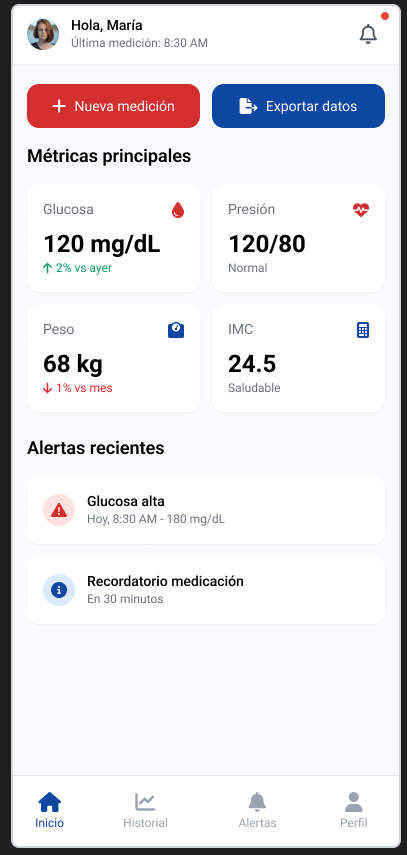 Hola, María
Última medición: 8:30 AM
Nueva medición
Exportar datos
Métricas principales
Glucosa
120 mg/dL
2% vs ayer
Presión
120/80
Normal
Peso
68 kg
1% vs mes
IMC
24.5
Saludable
Alertas recientes
Glucosa alta
Hoy, 8:30 AM - 180 mg/dL
Recordatorio medicación
En 30 minutos
Inicio
Historial
Alertas
Perfil